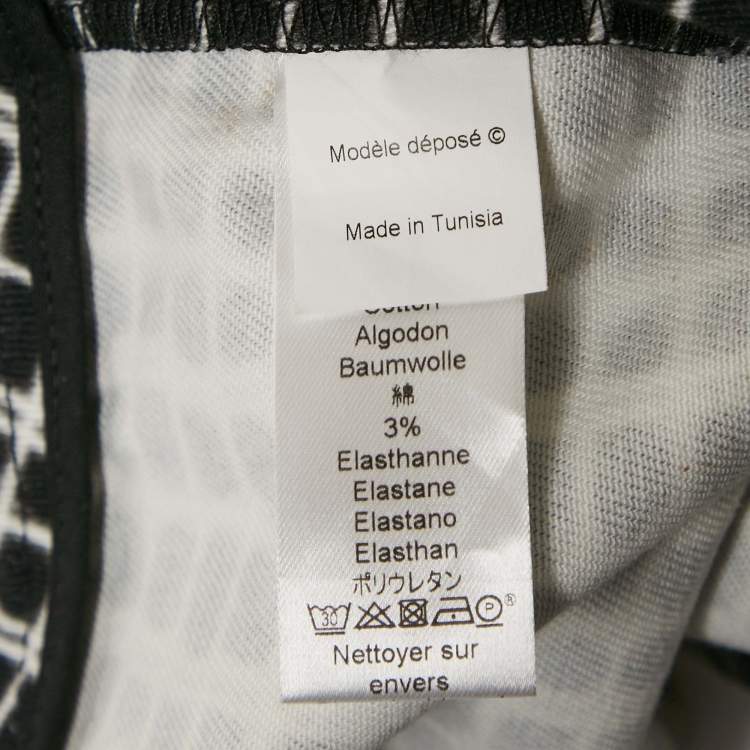 Modèle déposé ©
Made in Tunisia
Cotton
Algodon
Baumwolle
綿
3%
Elasthanne
Elastane
Elastano
Elasthan
ポリウレタン
30 P ®
Nettoyer sur
envers